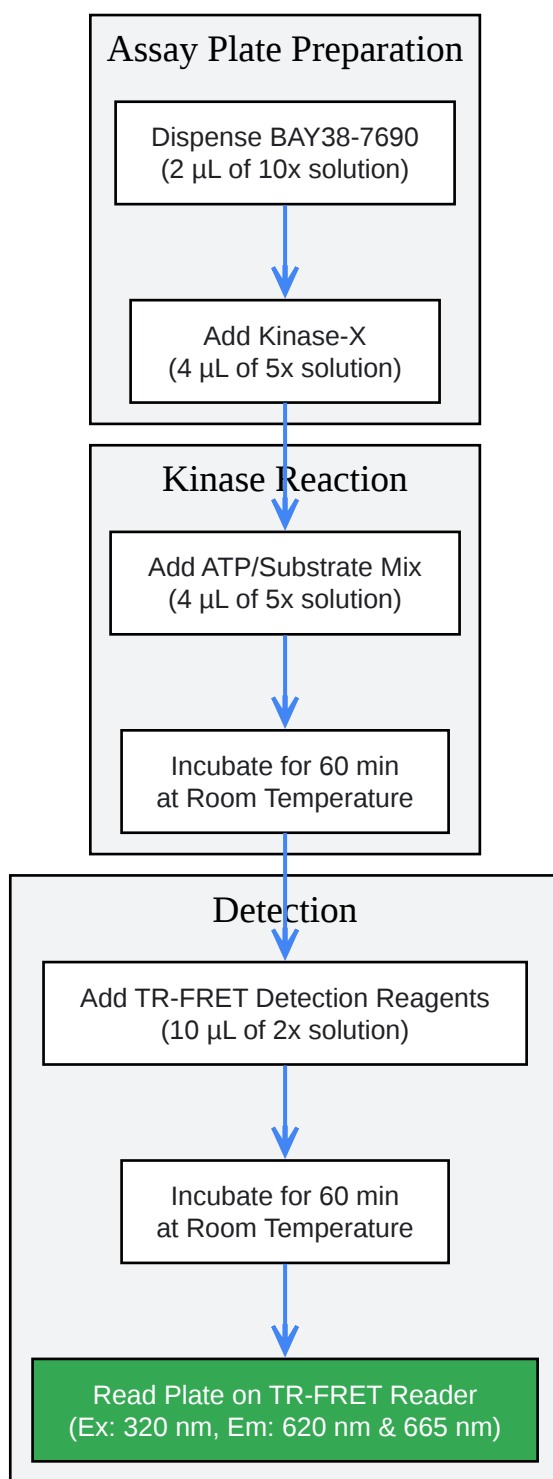 Assay Plate Preparation
Dispense BAY38-7690
(2 µL of 10x solution)
Add Kinase-X
(4 µL of 5x solution)
Kinase Reaction
Add ATP/Substrate Mix
(4 µL of 5x solution)
Incubate for 60 min
at Room Temperature
Detection
Add TR-FRET Detection Reagents
(10 µL of 2x solution)
Incubate for 60 min
at Room Temperature
Read Plate on TR-FRET Reader
(Ex: 320 nm, Em: 620 nm & 665 nm)